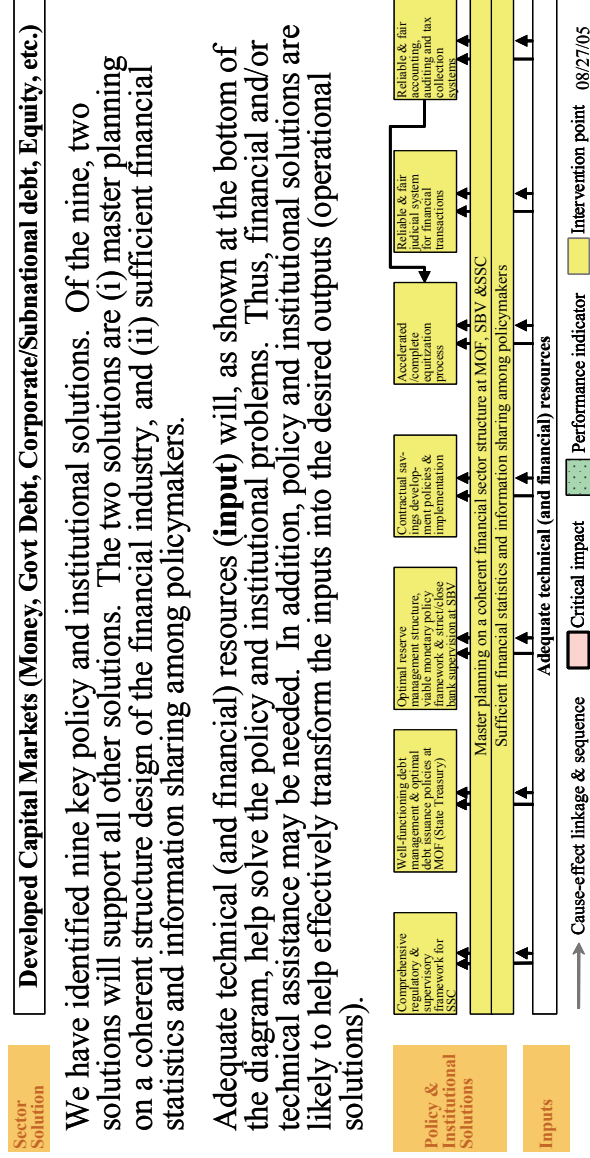 Sector
Solution
Developed Capital Markets (Money, Govt Debt, Corporate/Subnational debt, Equity, etc.)
We have identified nine key policy and institutional solutions.  Of the nine, two
solutions will support all other solutions.  The two solutions are (i) master planning
on a coherent structure design of the financial industry, and (ii) sufficient financial
statistics and information sharing among policymakers.
Adequate technical (and financial) resources (input) will, as shown at the bottom of
the diagram, help solve the policy and institutional problems.  Thus, financial and/or
technical assistance may be needed.  In addition, policy and institutional solutions are
likely to help effectively transform the inputs into the desired outputs (operational
solutions).
Policy &
Institutional
Solutions
Comprehensive
regulatory &
supervisory
framework for
SSC
Well-functioning debt
management & optimal
debt issuance policies at
MOF (State Treasury)
Optimal reserve
management structure,
viable monetary policy
framework & strict/close
bank supervision at SBV
Contractual sav-
ings develop-
ment policies &
implementation
Accelerated
/complete
equitization
process
Reliable & fair
judicial system
for financial
transactions
Reliable & fair
accounting,
auditing and tax
collection
systems
Master planning on a coherent financial sector structure at MOF, SBV &SSC
Sufficient financial statistics and information sharing among policymakers
Inputs
Adequate technical (and financial) resources
Cause-effect linkage & sequence
Critical impact
Performance indicator
Intervention point
08/27/05